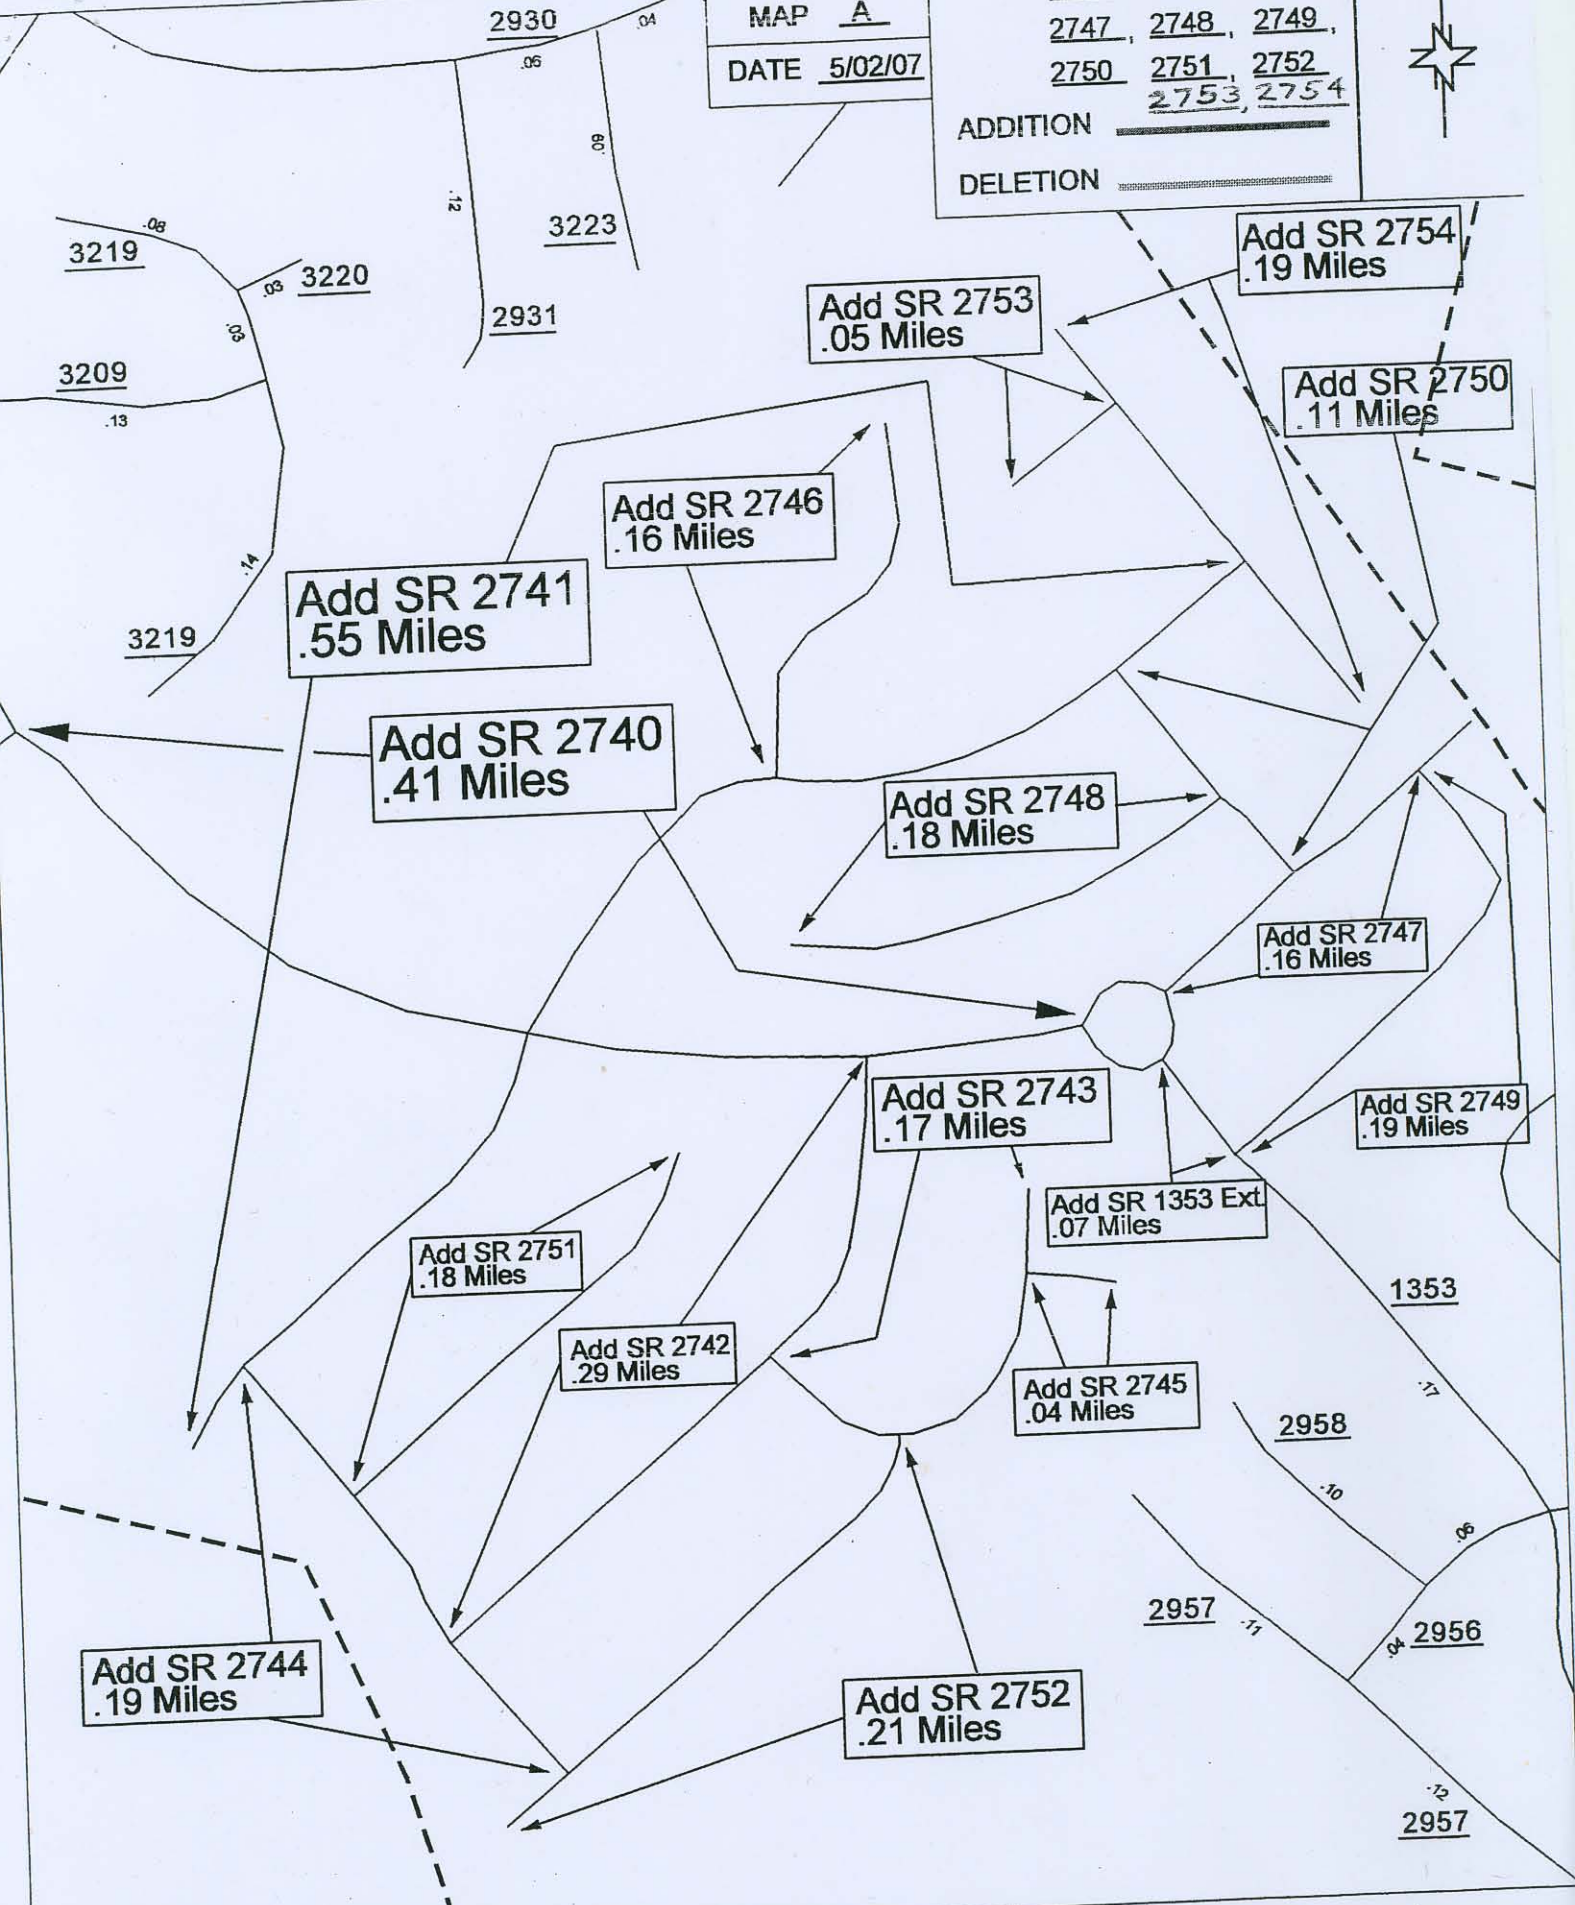 2930
.06
.04
MAP A
DATE 5/02/07
2747, 2748, 2749,
2750 2751, 2752
2753, 2754
ADDITION
DELETION
.12
2931
.09
3223
.08
3219
.03
3220
.03
3209
.13
.14
3219
Add SR 2754
.19 Miles
Add SR 2753
.05 Miles
Add SR 2750
.11 Miles
Add SR 2746
.16 Miles
Add SR 2741
.55 Miles
Add SR 2740
.41 Miles
Add SR 2748
.18 Miles
Add SR 2747
.16 Miles
Add SR 2743
.17 Miles
Add SR 2749
.19 Miles
Add SR 1353 Ext.
.07 Miles
Add SR 2751
.18 Miles
Add SR 2742
.29 Miles
Add SR 2745
.04 Miles
1353
.17
2958
.10
.06
2957
.11
.04
2956
Add SR 2744
.19 Miles
Add SR 2752
.21 Miles
.12
2957